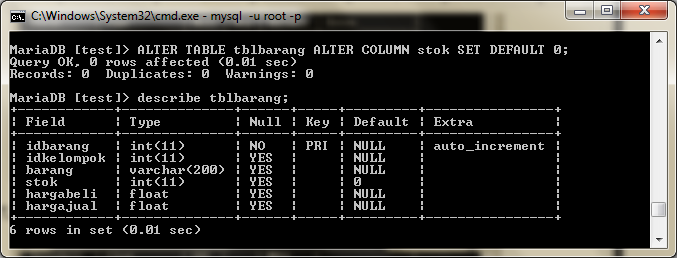 C:\Windows\System32\cmd.exe - mysql -u root -p
MariaDB [test]> ALTER TABLE tblbarang ALTER COLUMN stok SET DEFAULT 0;
Query OK, 0 rows affected (0.01 sec)
Records: 0  Duplicates: 0  Warnings: 0
MariaDB [test]> describe tblbarang;
+------------+--------------+------+-----+---------+----------------+
| Field      | Type         | Null | Key | Default | Extra          |
+------------+--------------+------+-----+---------+----------------+
| idbarang   | int(11)      | NO   | PRI | NULL    | auto_increment |
| idkelompok | int(11)      | YES  |     | NULL    |                |
| barang     | varchar(200) | YES  |     | NULL    |                |
| stok       | int(11)      | YES  |     | 0       |                |
| hargabeli  | float        | YES  |     | NULL    |                |
| hargajual  | float        | YES  |     | NULL    |                |
+------------+--------------+------+-----+---------+----------------+
6 rows in set (0.01 sec)